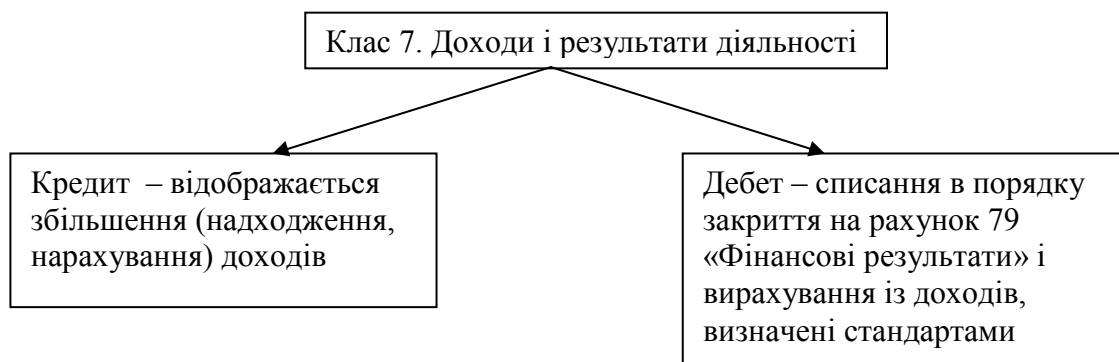 Клас 7. Доходи і результати діяльності
Кредит – відображається
збільшення (надходження,
нарахування) доходів
Дебет – списання в порядку
закриття на рахунок 79
«Фінансові результати» і
вирахування із доходів,
визначені стандартами